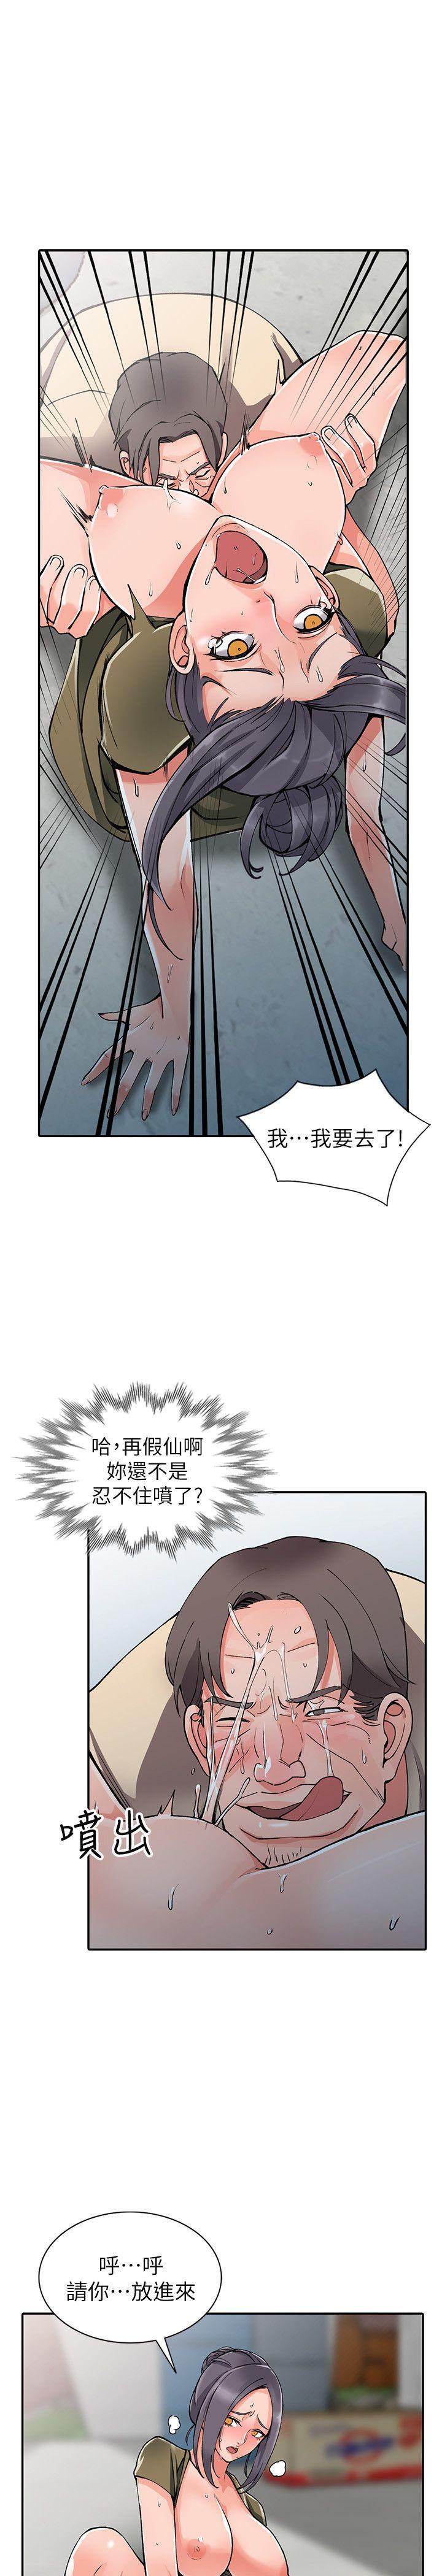 我…我要去了!
哈，再假仙啊
妳還不是
忍不住噴了?
噴出
呼…呼
請你…放進來